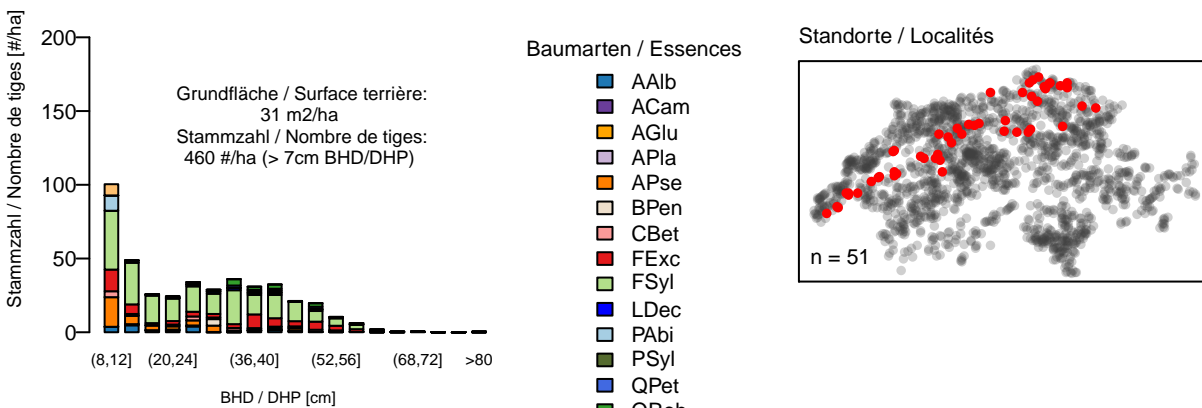 Stammzahl / Nombre de tiges [#/ha]
200
150
100
50
0
Grundfläche / Surface terrière:
31 m2/ha
Stammzahl / Nombre de tiges:
460 #/ha (> 7cm BHD/DHP)
(8,12]
(20,24]
(36,40]
(52,56]
(68,72]
>80
BHD / DHP [cm]
Baumarten / Essences
AAlb
ACam
AGlu
APla
APse
BPen
CBet
FExc
FSyl
LDec
PAbi
PSyl
QPet
Standorte / Localités
n = 51